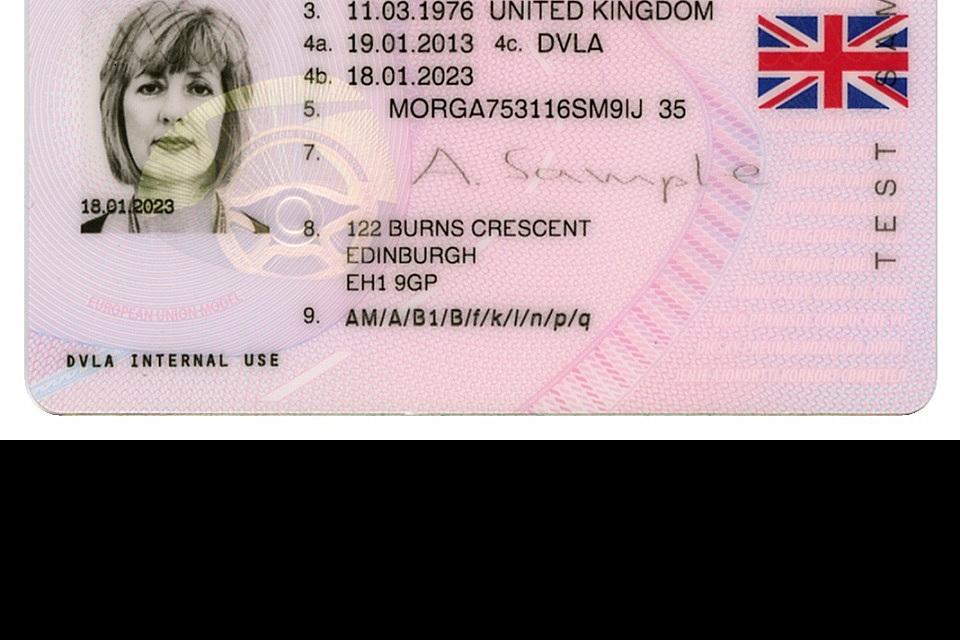 3. 11.03.1976 UNITED KINGDOM
4a. 19.01.2013 4c. DVLA
4b. 18.01.2023
5. MORGA753116SM9IJ 35
7. A. Sample
18.01.2023
8. 122 BURNS CRESCENT
EDINBURGH
EH1 9GP
EUROPEAN UNION MODEL
9. AM/A/B1/B/f/k/l/n/p/q
DVLA INTERNAL USE
TEST SAM